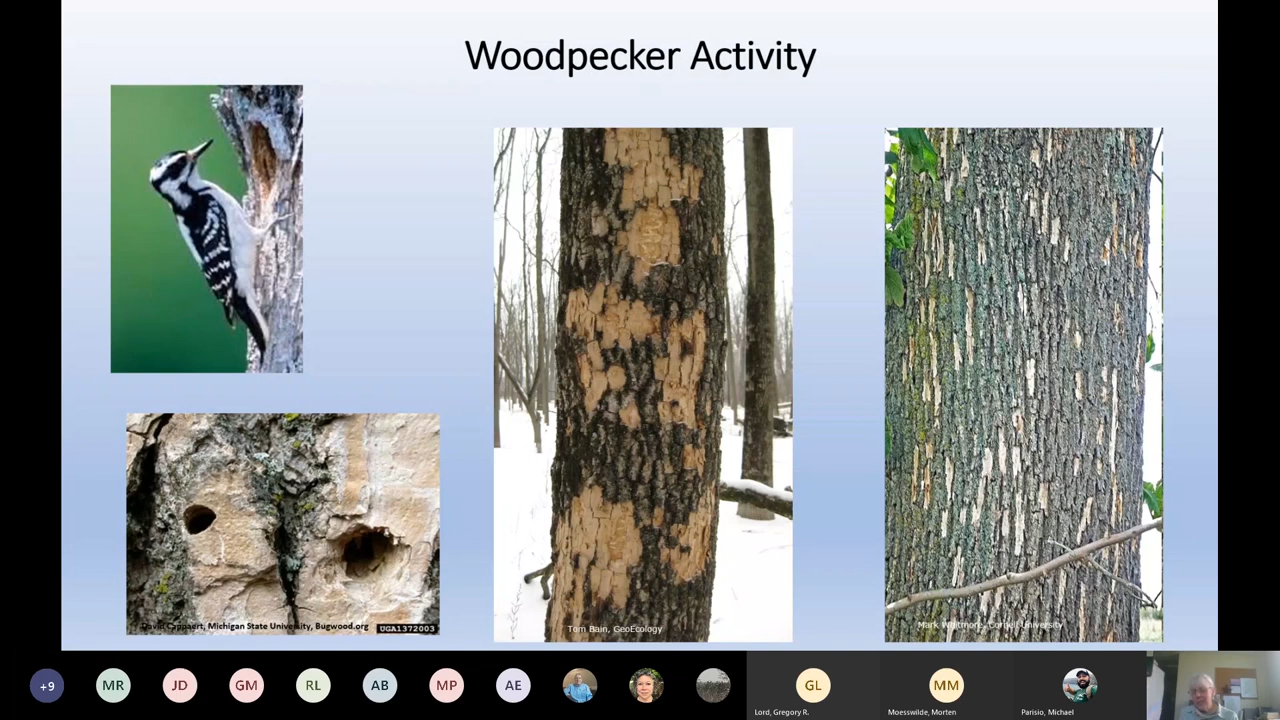 Woodpecker Activity
David Cappaert, Michigan State University, Bugwood.org
UGA1372003
Tom Bain, GeoEcology
Mark Whitmore, Cornell University
+9
MR
JD
GM
RL
AB
MP
AE
GL
MM
Lord, Gregory R.
Moesswilde, Morten
Parisio, Michael